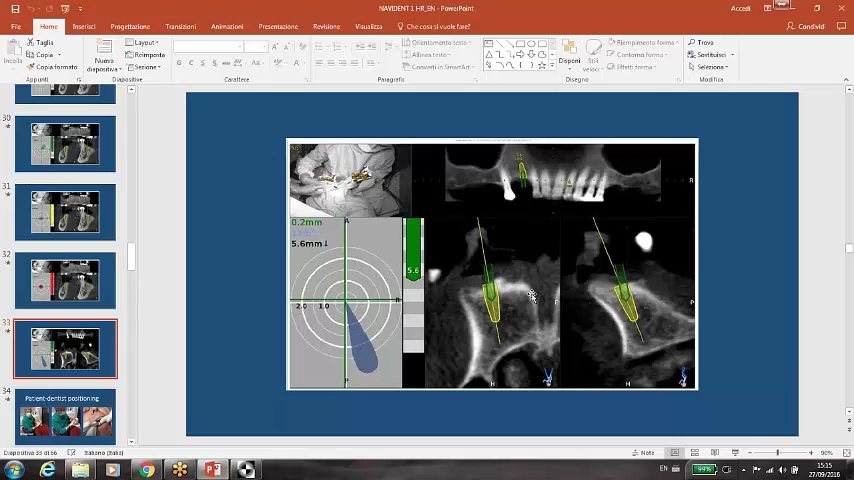 NAVIDENT 1 HR_EN - PowerPoint
Accedi
File
Home
Inserisci
Progettazione
Transizioni
Animazioni
Presentazione
Revisione
Visualizza
Che cosa si vuole fare?
Condividi
Incolla
Taglia
Copia
Copia formato
Appunti
Nuova diapositiva
Layout
Reimposta
Sezione
Diapositive
G C S
Carattere
Orientamento testo
Allinea testo
Converti in SmartArt
Paragrafo
Disponi
Stili veloci
Riempimento forma
Contorno forma
Effetti forma
Disegno
Trova
Sostituisci
Seleziona
Modifica
30
31
32
33
34
Patient-dentist positioning
R
0.2mm
5.6mm↓
A
R
2.0 1.0
5.6
P
H
P
H
Diapositiva 33 di 66
Italiano (Italia)
Note
90%
EN
99%
15:15
27/09/2016